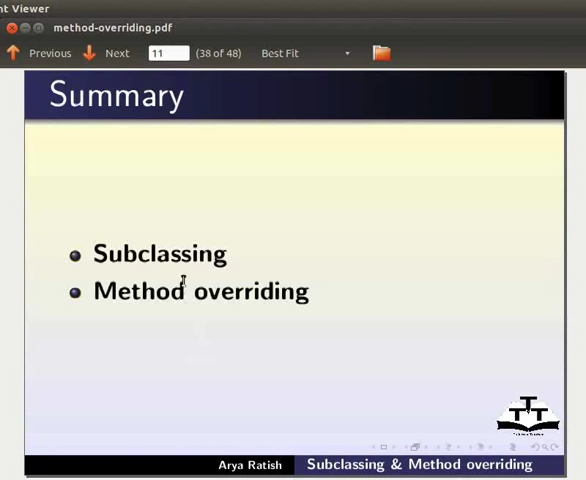 nt Viewer
method-overriding.pdf
Previous Next 11 (38 of 48) Best Fit
Summary
Subclassing
Method overriding
Arya Ratish Subclassing & Method overriding